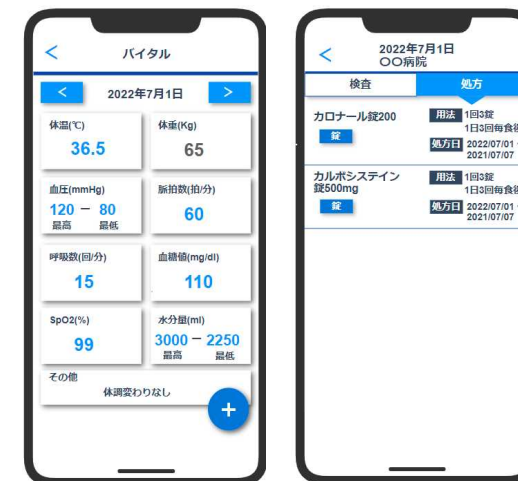 バイタル
2022年7月1日
体温(℃)
36.5
体重(Kg)
65
血圧(mmHg)
120 － 80
最高 最低
脈拍数(拍/分)
60
呼吸数(回/分)
15
血糖値(mg/dl)
110
SpO2(%)
99
水分量(ml)
3000 － 2250
最高 最低
その他
体調変わりなし
+
2022年7月1日
〇〇病院
検査 処方
カロナール錠200
錠
用法 1回3錠
1日3回毎食後
処方日 2022/07/01
2021/07/07
カルボシステイン
錠500mg
錠
用法 1回3錠
1日3回毎食後
処方日 2022/07/01
2021/07/07